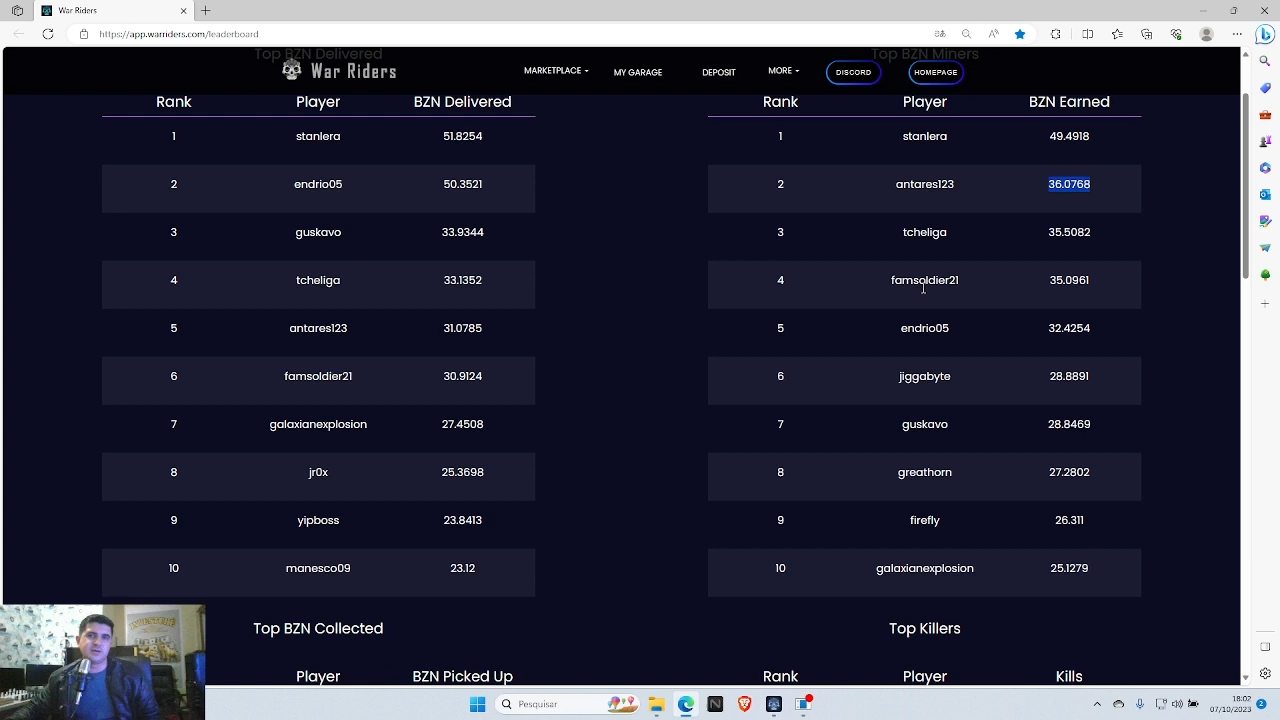 War Riders
https://app.warriders.com/leaderboard
Top BZN Delivered
Top BZN Miners
War Riders
MARKETPLACE
MY GARAGE
DEPOSIT
MORE
DISCORD
HOMEPAGE
Rank Player BZN Delivered
1 stanlera 51.8254
2 endrio05 50.3521
3 guskavo 33.9344
4 tcheliga 33.1352
5 antares123 31.0785
6 famsoldier21 30.9124
7 galaxianexplosion 27.4508
8 jr0x 25.3698
9 yipboss 23.8413
10 manesco09 23.12
Rank Player BZN Earned
1 stanlera 49.4918
2 antares123 36.0768
3 tcheliga 35.5082
4 famsoldier21 35.0961
5 endrio05 32.4254
6 jiggabyte 28.8891
7 guskavo 28.8469
8 greathorn 27.2802
9 firefly 26.311
10 galaxianexplosion 25.1279
Top BZN Collected
Player BZN Picked Up
Top Killers
Rank Player Kills
INVESTING
Pesquisar
18:02
07/10/2023